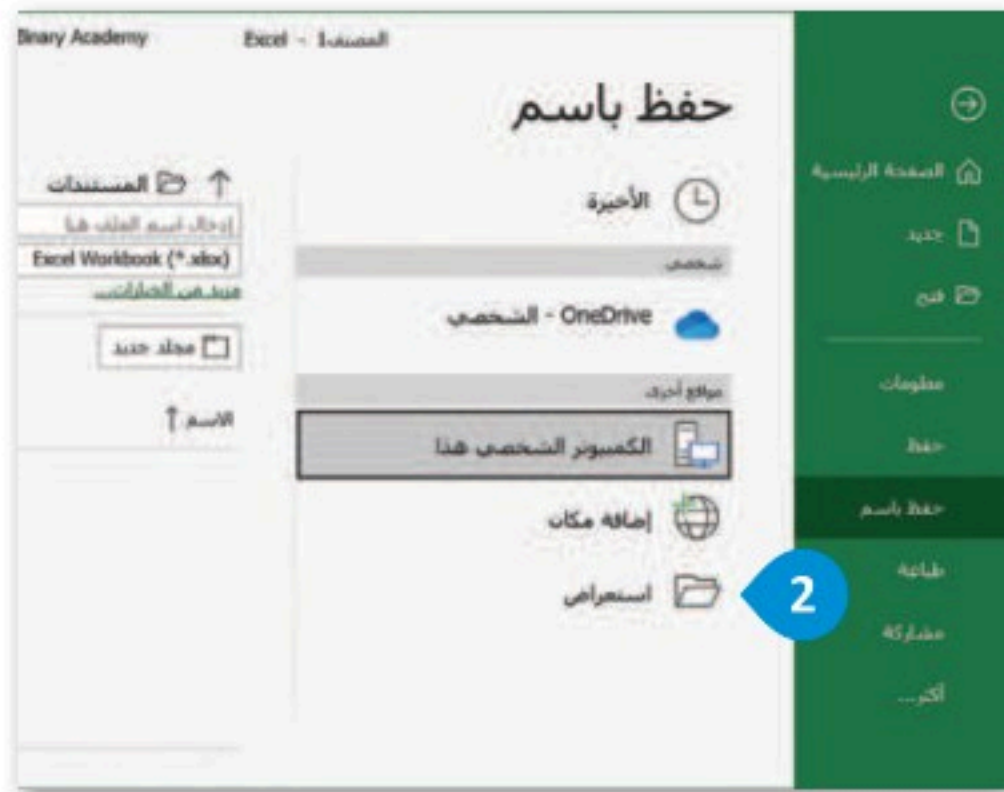 المصنف1 - Excel
Binary Academy
الصفحة الرئيسية
جديد
فتح
معلومات
حفظ
حفظ باسم
طباعة
مشاركة
أكثر...
حفظ باسم
الأخيرة
شخصي
OneDrive - الشخصي
مواقع أخرى
الكمبيوتر الشخصي هذا
إضافة مكان
استعراض
2
المستندات
إدخال اسم الملف هنا
Excel Workbook (*.xlsx)
مزيد من الخيارات...
مجلد جديد
الاسم ↑